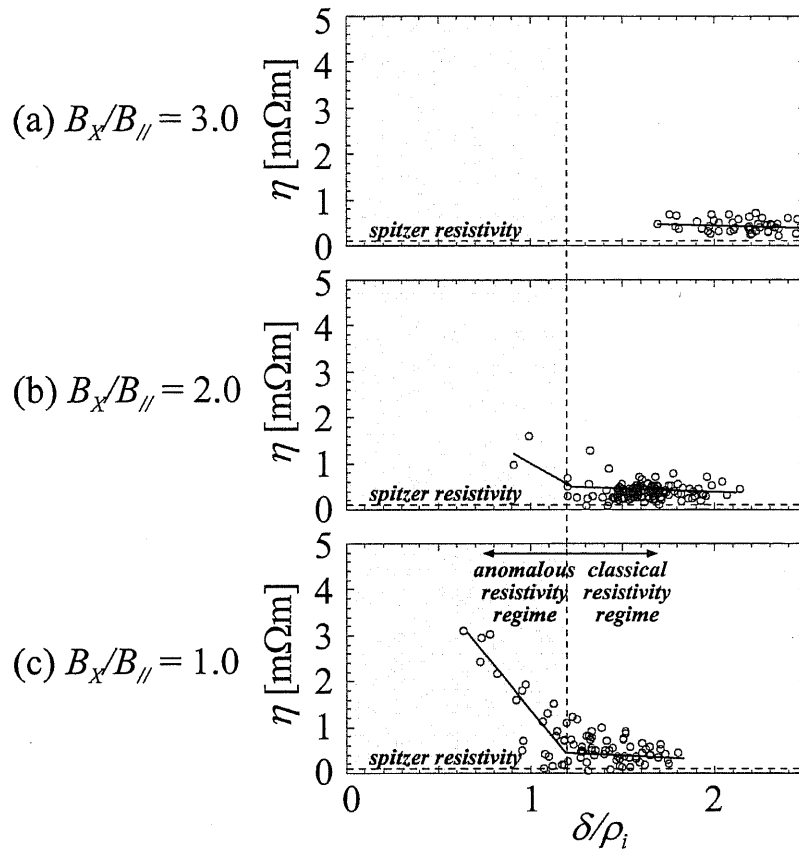 5
4
(a) B_X/B_// = 3.0
η [mΩm]
3
2
1
spitzer resistivity
0
5
4
(b) B_X/B_// = 2.0
η [mΩm]
3
2
1
spitzer resistivity
0
5
anomalous classical
4
resistivity resistivity
regime regime
(c) B_X/B_// = 1.0
η [mΩm]
3
2
1
spitzer resistivity
0
0 1 2
δ/ρ_i